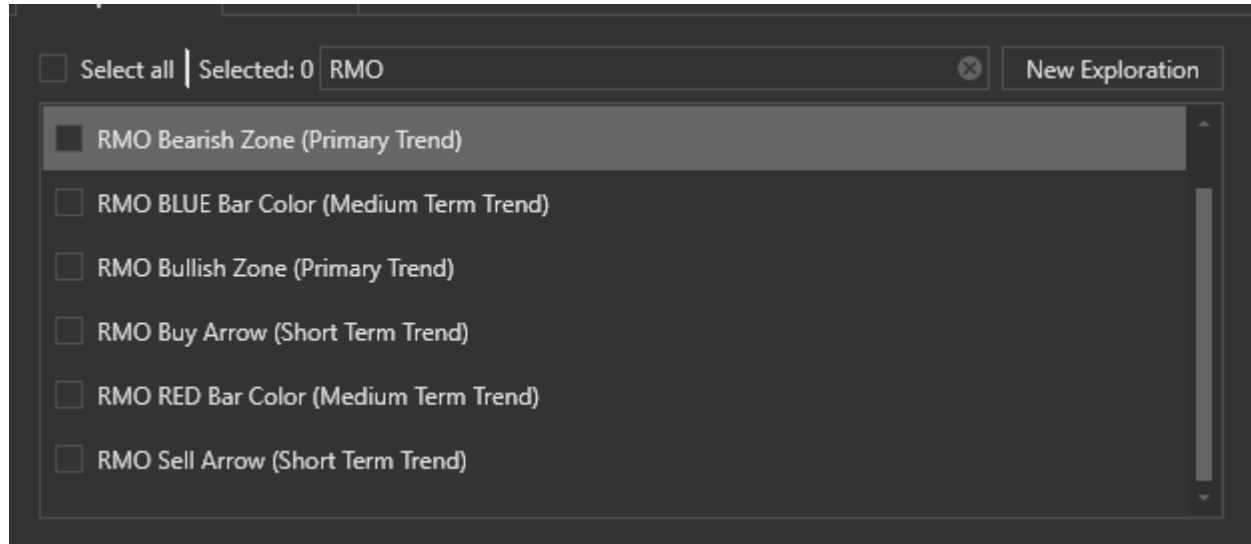 Select all Selected: 0 RMO New Exploration
RMO Bearish Zone (Primary Trend)
RMO BLUE Bar Color (Medium Term Trend)
RMO Bullish Zone (Primary Trend)
RMO Buy Arrow (Short Term Trend)
RMO RED Bar Color (Medium Term Trend)
RMO Sell Arrow (Short Term Trend)